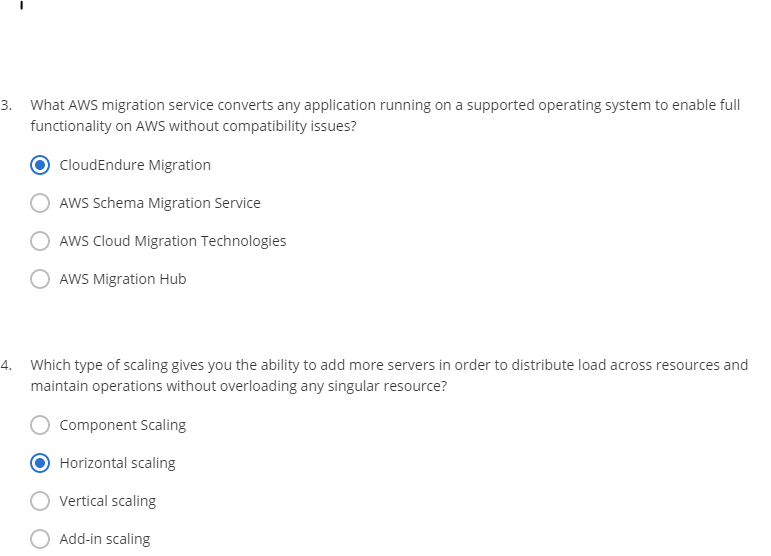 3. What AWS migration service converts any application running on a supported operating system to enable full
functionality on AWS without compatibility issues?
CloudEndure Migration
AWS Schema Migration Service
AWS Cloud Migration Technologies
AWS Migration Hub
4. Which type of scaling gives you the ability to add more servers in order to distribute load across resources and
maintain operations without overloading any singular resource?
Component Scaling
Horizontal scaling
Vertical scaling
Add-in scaling